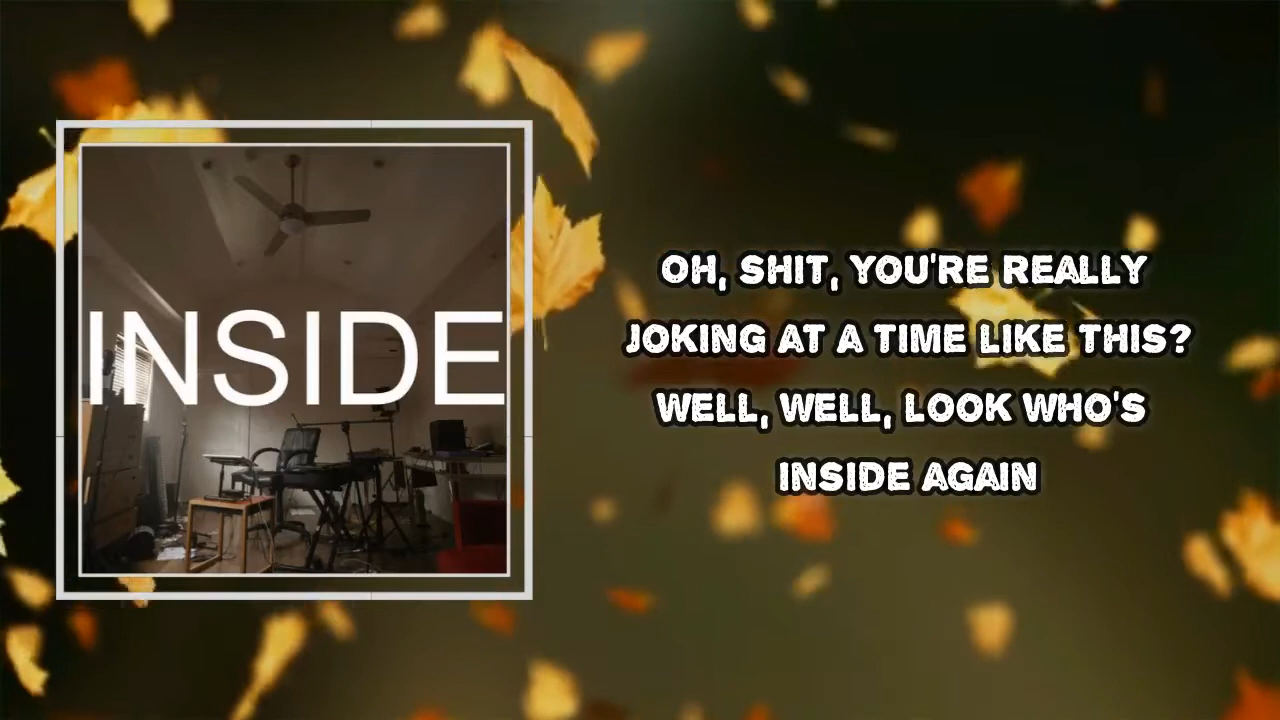 INSIDE
OH, SHIT, YOU'RE REALLY
JOKING AT A TIME LIKE THIS?
WELL, WELL, LOOK WHO'S
INSIDE AGAIN